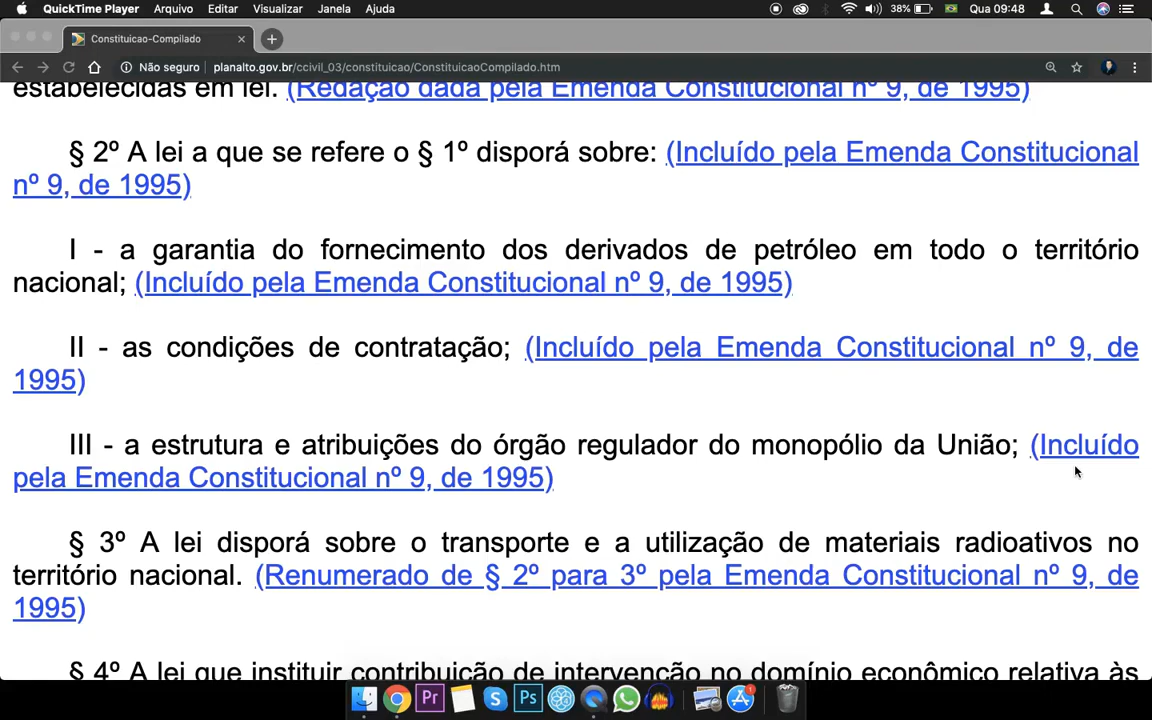 QuickTime Player Arquivo Editar Visualizar Janela Ajuda 38% Qua 09:48
Constituicao-Compilado
Não seguro planalto.gov.br/ccivil_03/constituicao/ConstituicaoCompilado.htm
estabelecidas em lei. (Redação dada pela Emenda Constitucional nº 9, de 1995)
§ 2º A lei a que se refere o § 1º disporá sobre: (Incluído pela Emenda Constitucional
nº 9, de 1995)
I - a garantia do fornecimento dos derivados de petróleo em todo o território
nacional; (Incluído pela Emenda Constitucional nº 9, de 1995)
II - as condições de contratação; (Incluído pela Emenda Constitucional nº 9, de
1995)
III - a estrutura e atribuições do órgão regulador do monopólio da União; (Incluído
pela Emenda Constitucional nº 9, de 1995)
§ 3º A lei disporá sobre o transporte e a utilização de materiais radioativos no
território nacional. (Renumerado de § 2º para 3º pela Emenda Constitucional nº 9, de
1995)
§ 4º A lei que instituir contribuição de intervenção no domínio econômico relativa às
Pr Ps 1